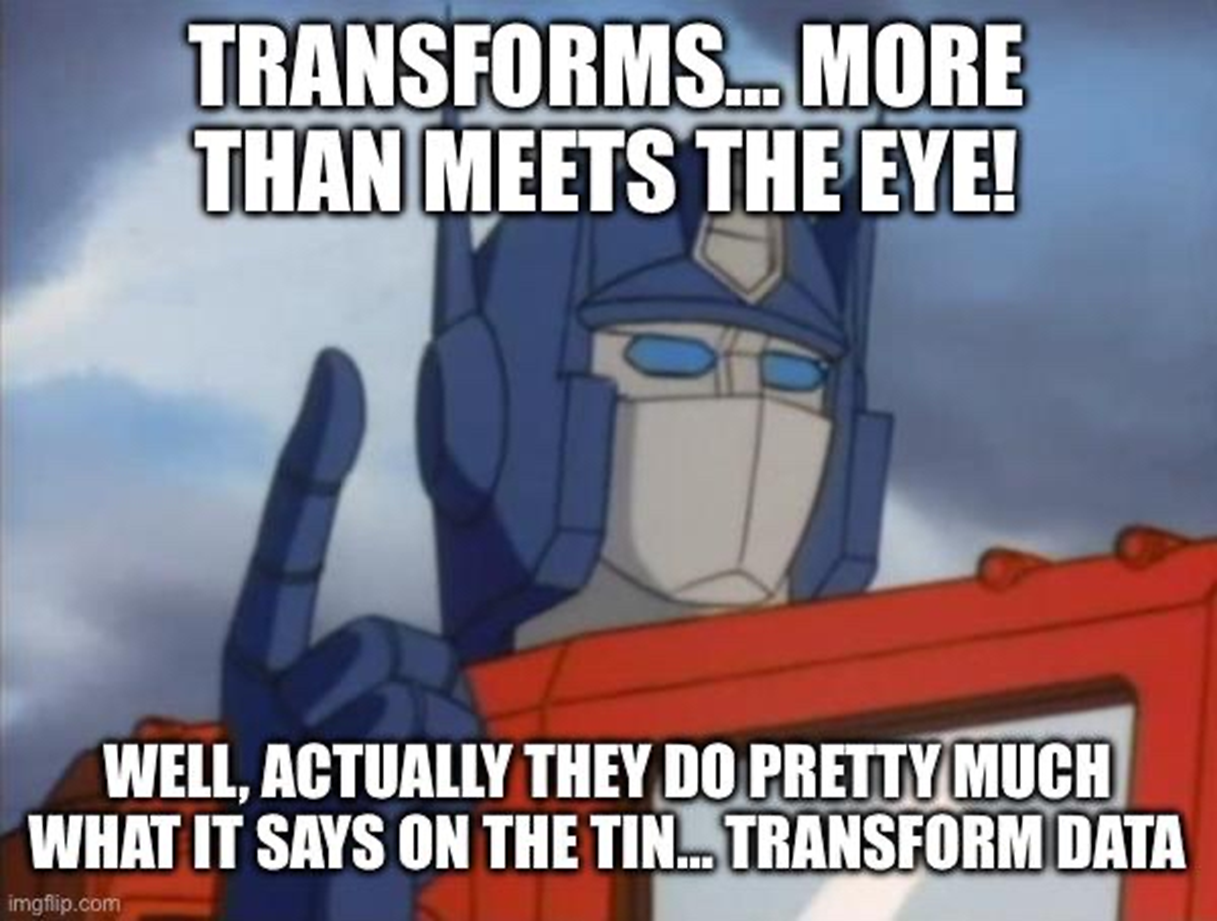 TRANSFORMS... MORE
THAN MEETS THE EYE!
WELL, ACTUALLY THEY DO PRETTY MUCH
WHAT IT SAYS ON THE TIN... TRANSFORM DATA
imgflip.com